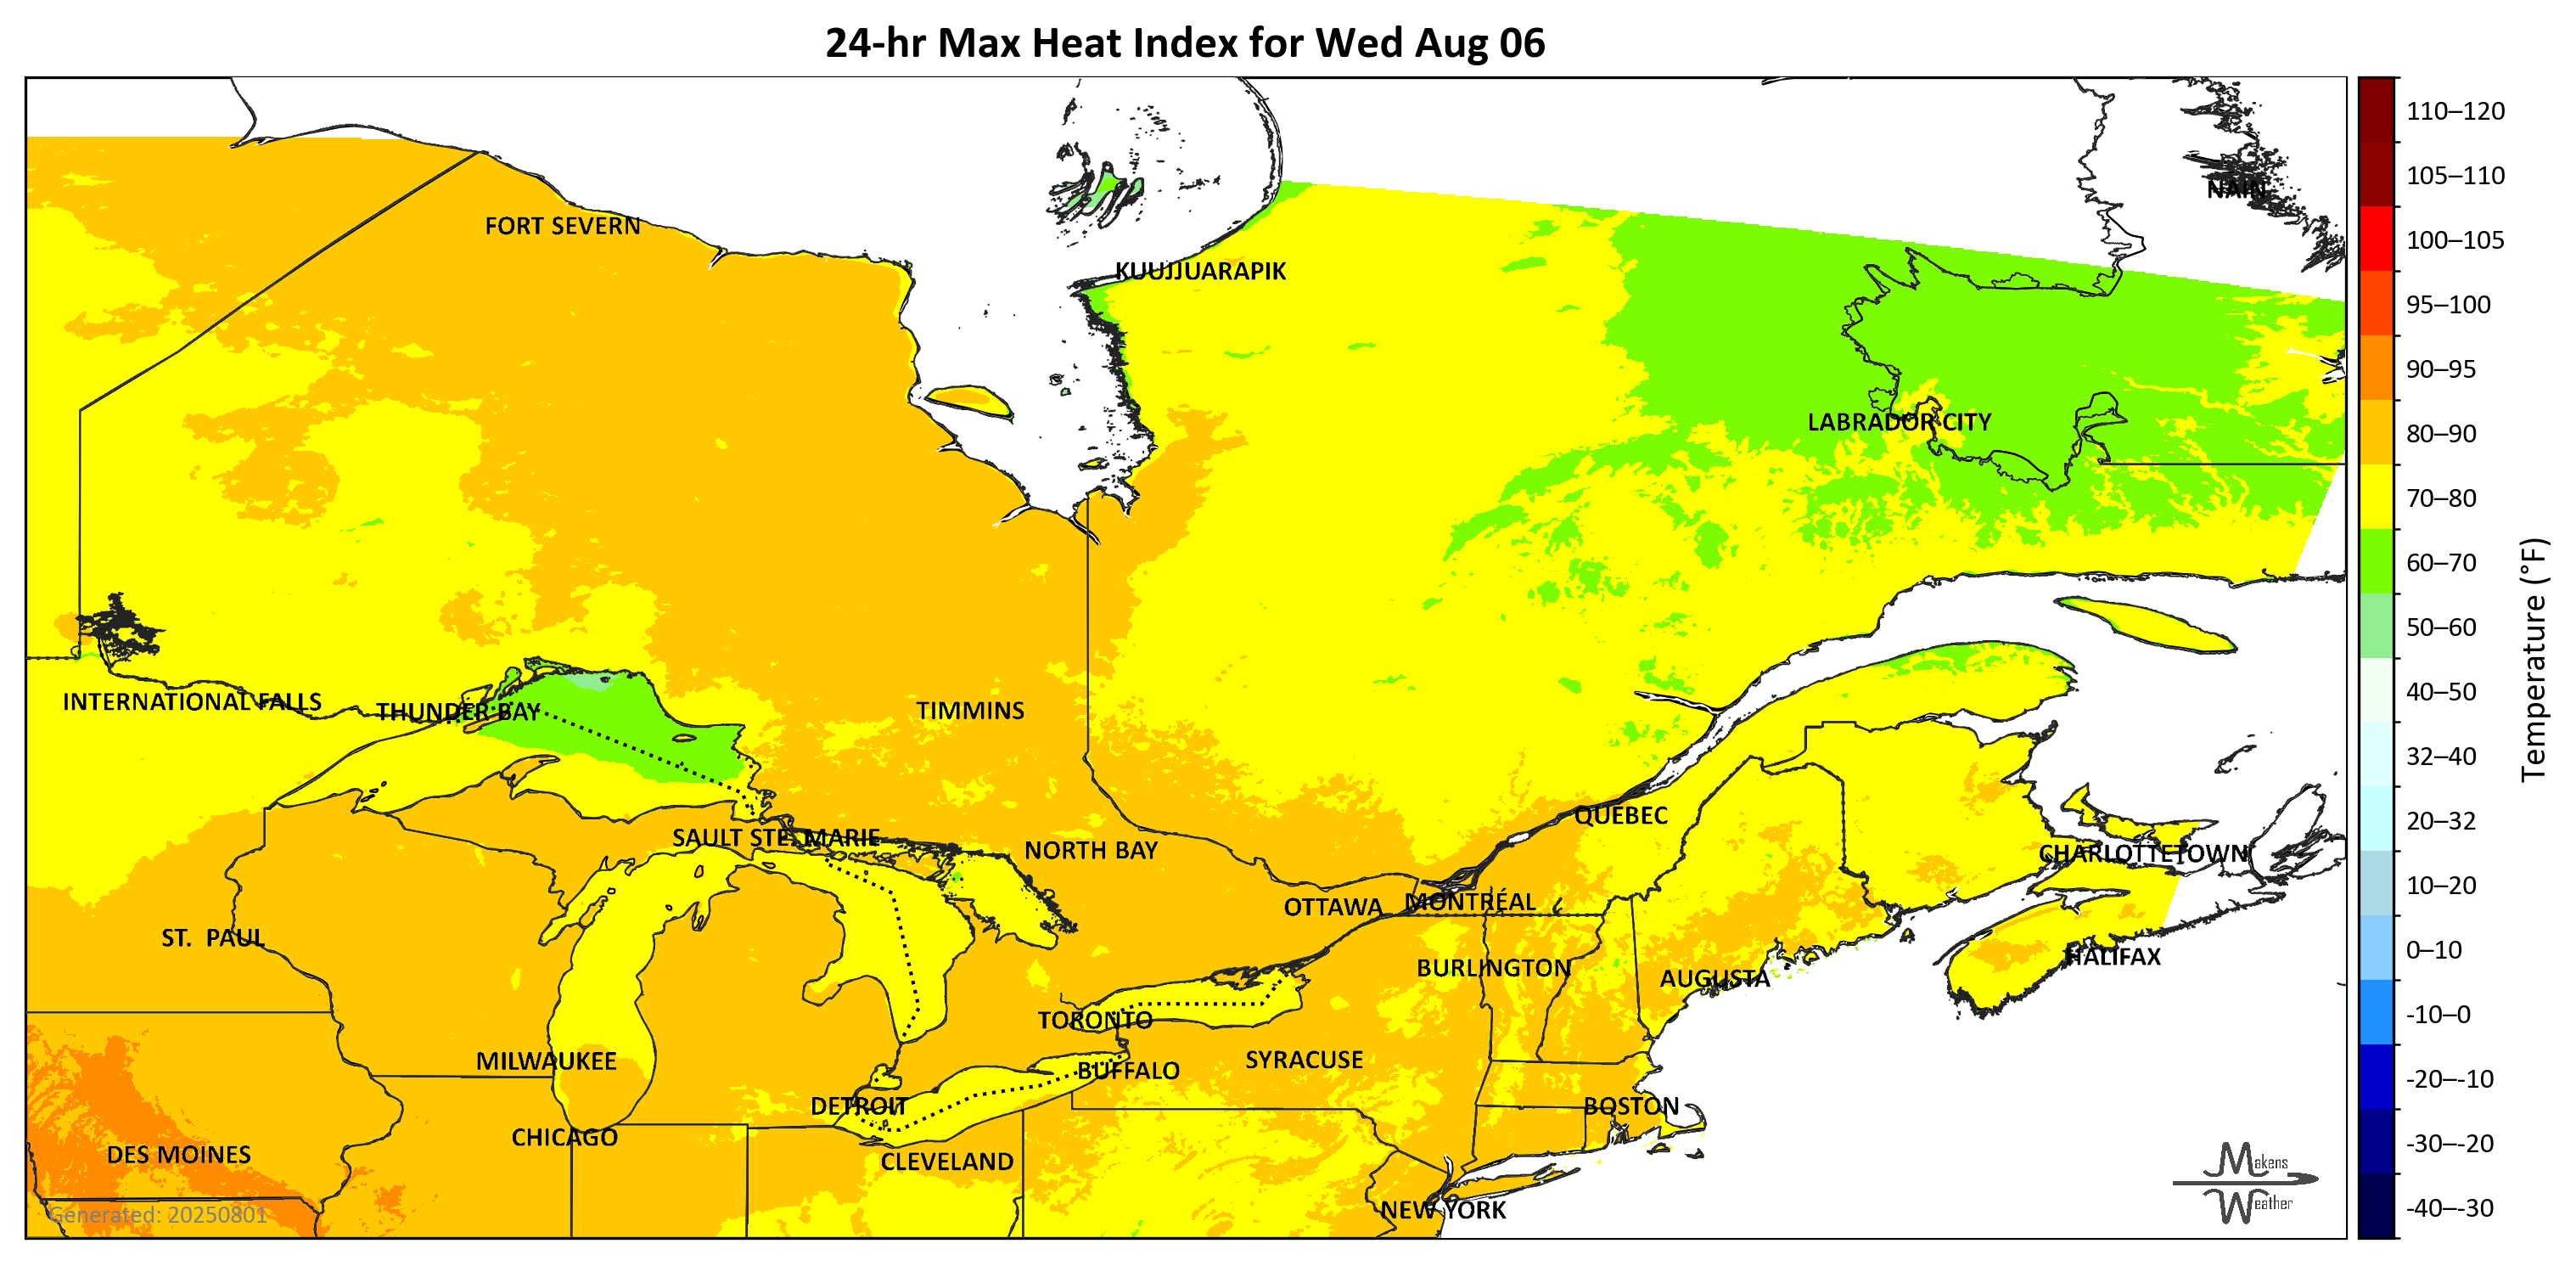 24-hr Max Heat Index for Wed Aug 06
110–120
105–110
100–105
95–100
90–95
80–90
70–80
60–70
50–60
40–50
32–40
20–32
10–20
0–10
-10–0
-20–-10
-30–-20
-40–-30
Temperature (°F)
NAIN
FORT SEVERN
KUUJJUARAPIK
LABRADOR CITY
INTERNATIONAL FALLS
THUNDER BAY
TIMMINS
QUEBEC
SAULT STE. MARIE
NORTH BAY
CHARLOTTETOWN
OTTAWA
MONTRÉAL
ST. PAUL
HALIFAX
BURLINGTON
AUGUSTA
TORONTO
MILWAUKEE
SYRACUSE
BUFFALO
DETROIT
BOSTON
CHICAGO
DES MOINES
CLEVELAND
NEW YORK
Generated: 20250801
Makens
Weather